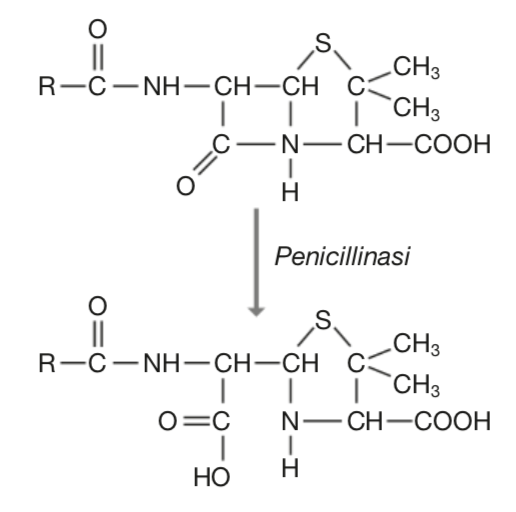 O
S
CH₃
R—C—NH—CH—CH C
CH₃
C—N—CH—COOH
O
H
Penicillinasi
O
S
CH₃
R—C—NH—CH—CH C
CH₃
O=C N—CH—COOH
HO H